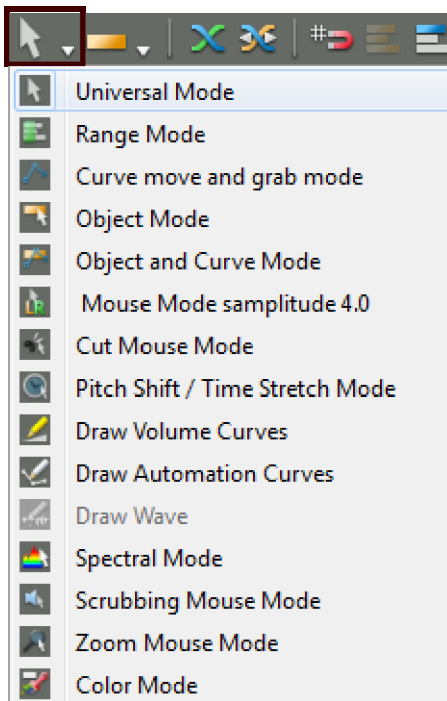 Universal Mode
Range Mode
Curve move and grab mode
Object Mode
Object and Curve Mode
Mouse Mode samplitude 4.0
Cut Mouse Mode
Pitch Shift / Time Stretch Mode
Draw Volume Curves
Draw Automation Curves
Draw Wave
Spectral Mode
Scrubbing Mouse Mode
Zoom Mouse Mode
Color Mode